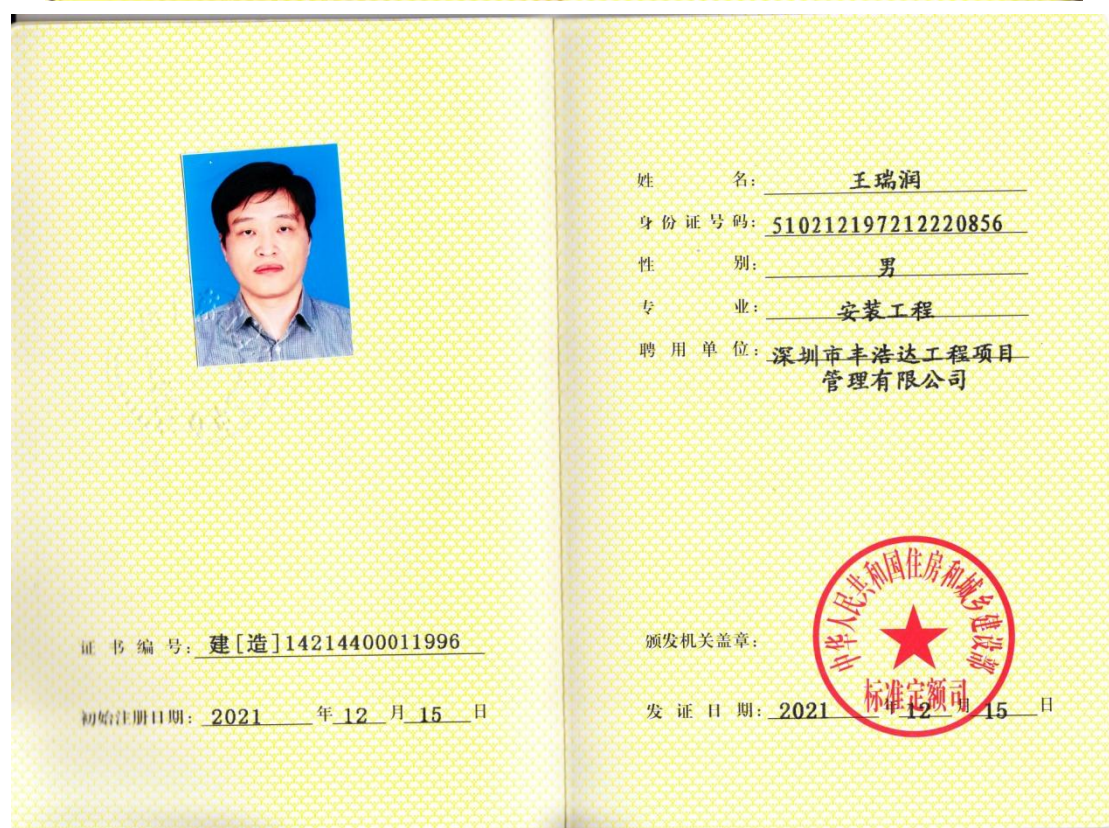 证书编号：建[造]14214400011996
初始注册日期：2021年12月15日
姓名：王瑞润
身份证号码：510212197212220856
性别：男
专业：安装工程
聘用单位：深圳市丰浩达工程项目
管理有限公司
颁发机关盖章：
中华人民共和国住房和城乡建设部
标准定额司
发证日期：2021年12月15日